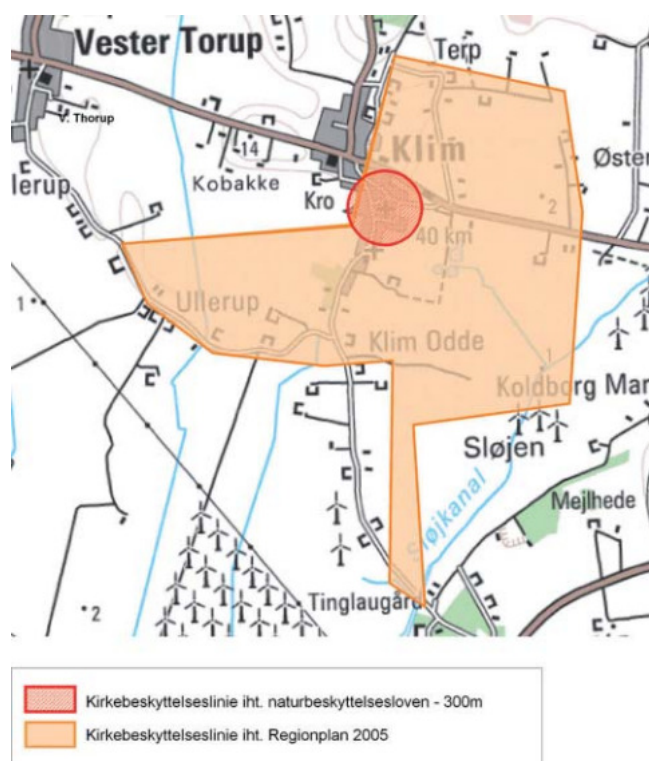 Vester Torup
Terp
V. Thorup
Klim
14
Øster
lerup
Kobakke
Kro
2
40 km
1
Ullerup
Klim Odde
1
Koldborg Mar
Sløjen
Sløjkanal
Mejlhede
2
Tinglaugård
Kirkebeskyttelseslinie iht. naturbeskyttelsesloven - 300m
Kirkebeskyttelseslinie iht. Regionplan 2005